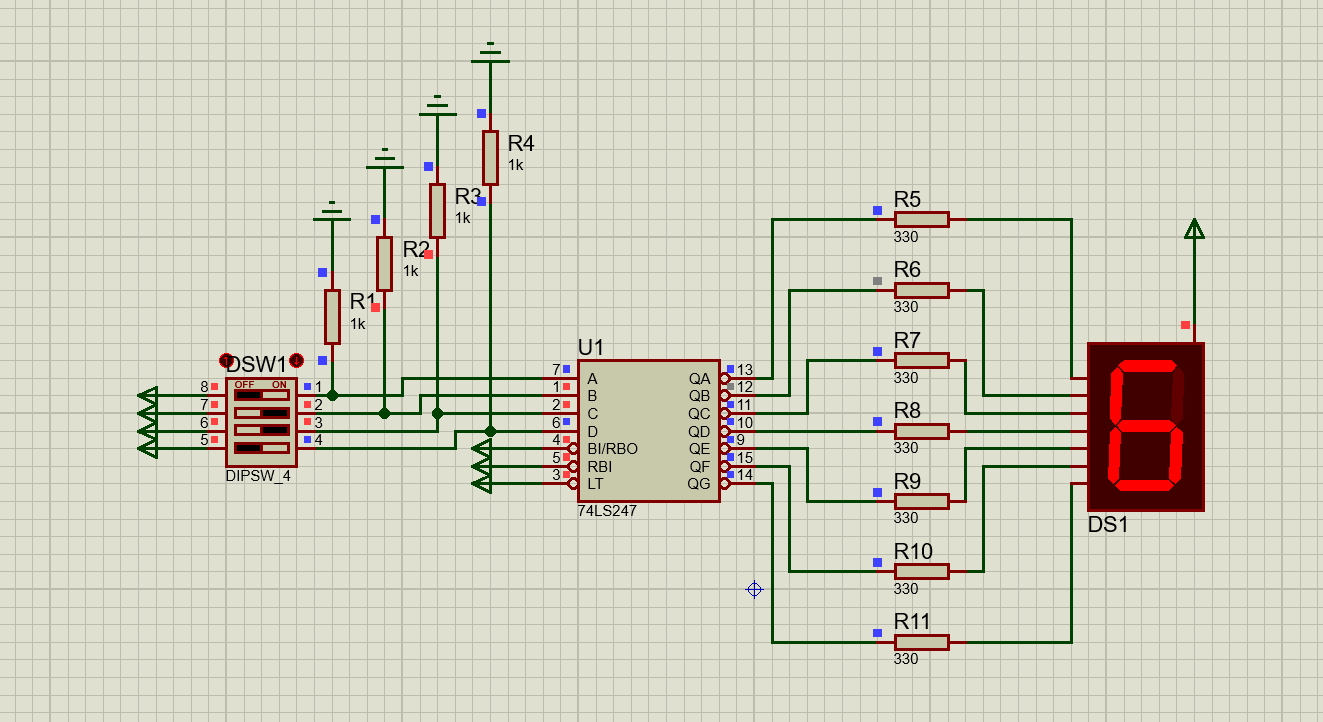 R4
1k
R3
1k
R2
1k
R1
1k
DSW1
OFF ON
8 1
7 2
6 3
5 4
DIPSW_4
U1
7 A QA 13
1 B QB 12
2 C QC 11
6 D QD 10
4 BI/RBO QE 9
5 RBI QF 15
3 LT QG 14
74LS247
R5
330
R6
330
R7
330
R8
330
R9
330
R10
330
R11
330
6
DS1